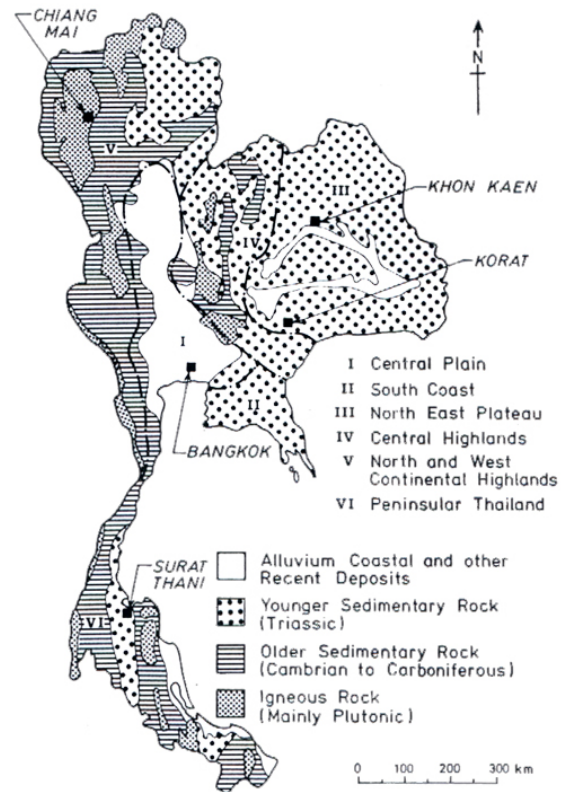 CHIANG
MAI
N
V
III
KHON KAEN
IV
KORAT
I
II
BANGKOK
I Central Plain
II South Coast
III North East Plateau
IV Central Highlands
V North and West
Continental Highlands
VI Peninsular Thailand
SURAT
THANI
VI
Alluvium Coastal and other
Recent Deposits
Younger Sedimentary Rock
(Triassic)
Older Sedimentary Rock
(Cambrian to Carboniferous)
Igneous Rock
(Mainly Plutonic)
0 100 200 300 km